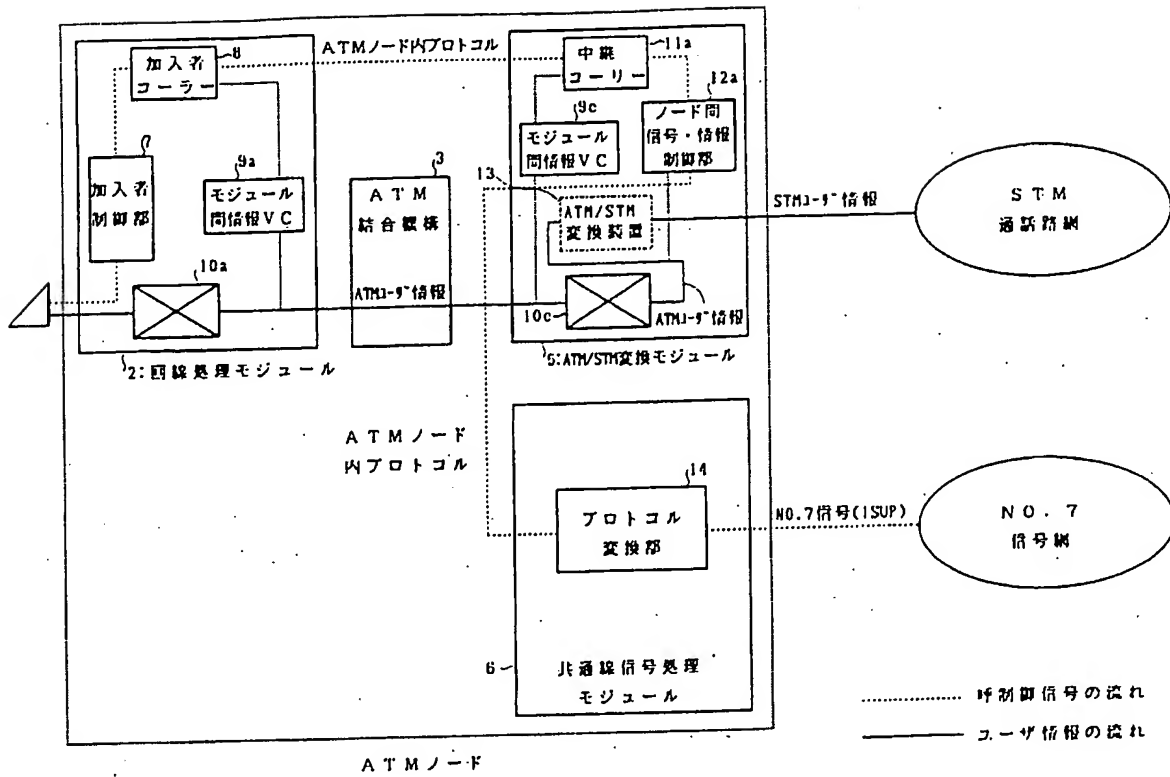 加入者
コーラー
8
ATMノード内プロトコル
中継
コーリー
11a
12a
ノード間
信号・情報
制御部
9c
モジュール
間情報VC
7
加入者
制御部
9a
モジュール
間情報VC
3
ATM
結合機構
13
ATM/STM
変換装置
STMユーザ情報
STM
通話路網
10a
ATMユーザ情報
10c
ATMユーザ情報
2:回線処理モジュール
5:ATM/STM変換モジュール
ATMノード
内プロトコル
14
プロトコル
変換部
NO.7信号(ISUP)
NO.7
信号網
6
共通線信号処理
モジュール
呼制御信号の流れ
ユーザ情報の流れ
ATMノード